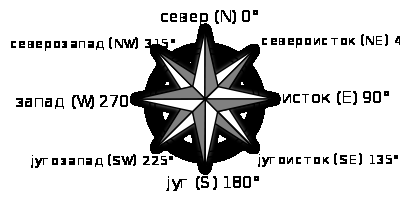 север (N) 0°
северозапад (NW) 315°
североисток (NE) 4
запад (W) 270
исток (E) 90°
југозапад (SW) 225°
југоисток (SE) 135°
југ (S) 180°